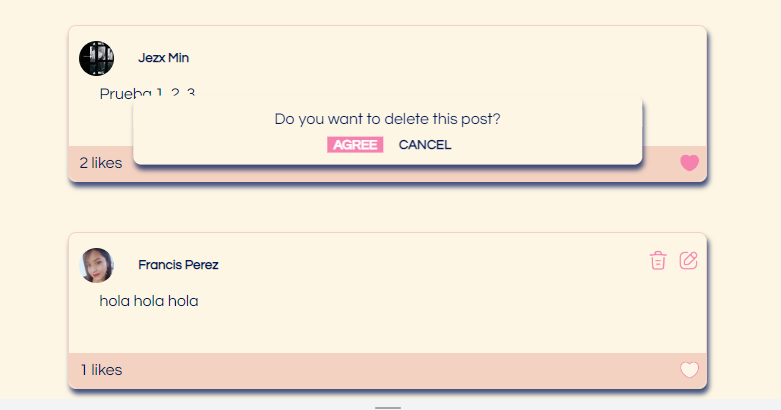 Jezx Min
Prueba 1, 2, 3
Do you want to delete this post?
AGREE CANCEL
2 likes
Francis Perez
hola hola hola
1 likes